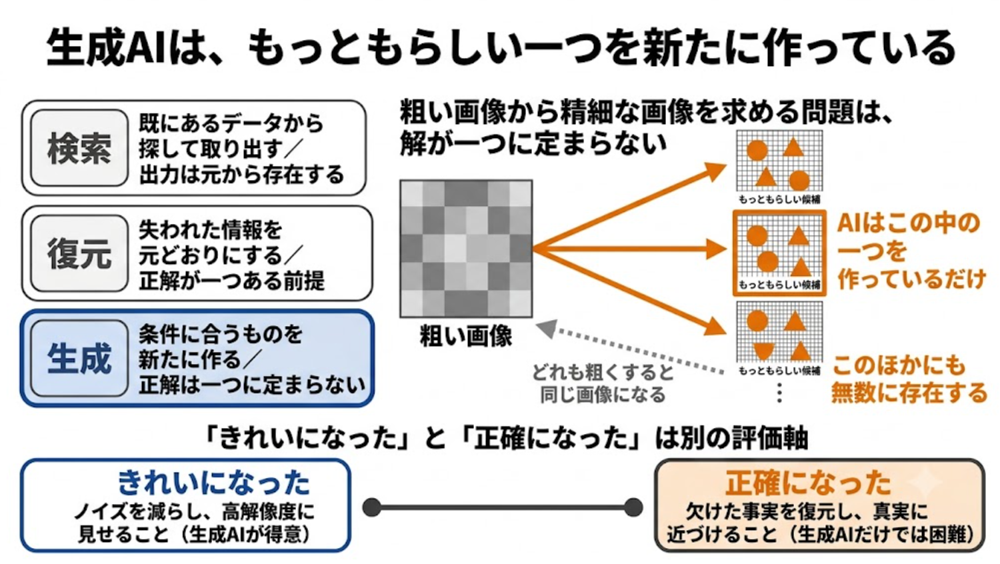 生成AIは、もっともらしい一つを新たに作っている
検索
既にあるデータから
探して取り出す／
出力は元から存在する
復元
失われた情報を
元どおりにする／
正解が一つある前提
生成
条件に合うものを
新たに作る／
正解は一つに定まらない
粗い画像から精細な画像を求める問題は、
解が一つに定まらない
粗い画像
もっともらしい候補
もっともらしい候補
もっともらしい候補
AIはこの中の
一つを
作っているだけ
どれも粗くすると
同じ画像になる
このほかにも
無数に存在する
「きれいになった」と「正確になった」は別の評価軸
きれいになった
ノイズを減らし、高解像度に
見せること（生成AIが得意）
正確になった
欠けた事実を復元し、真実に
近づけること（生成AIだけでは困難）